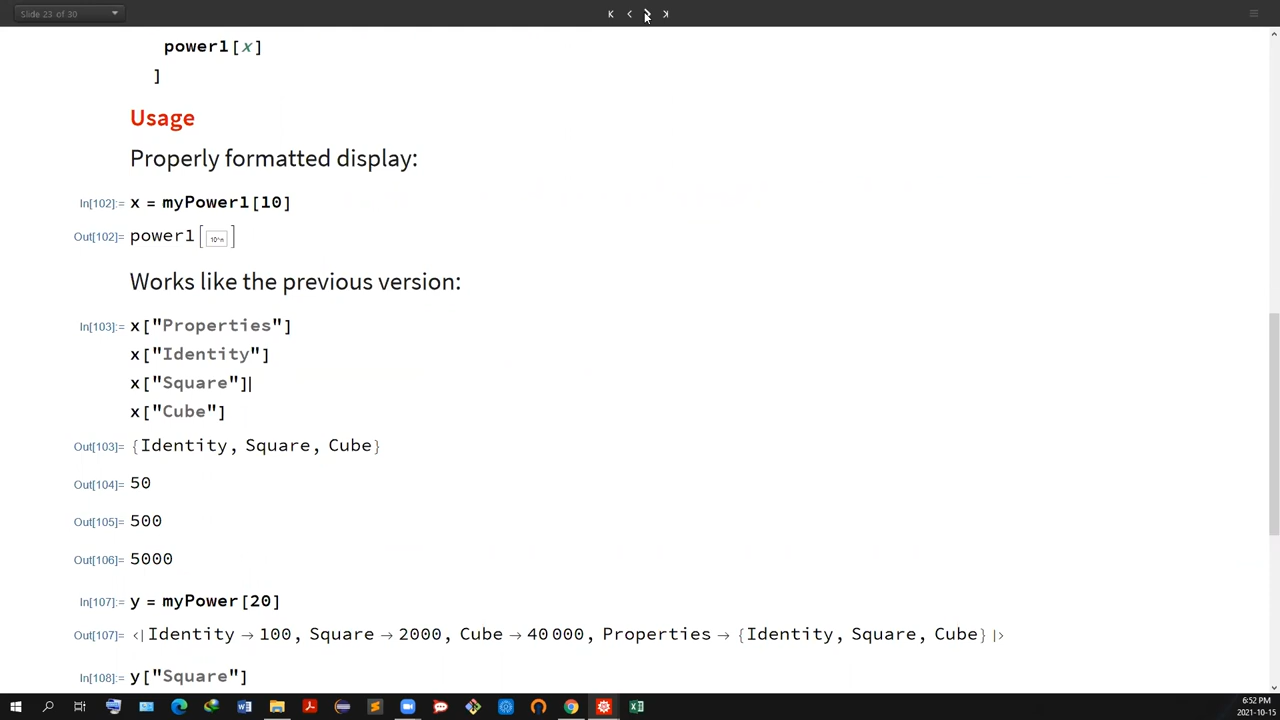 Slide 23 of 30
power1[x]
]
Usage
Properly formatted display:
In[102]:= x = myPower1[10]
Out[102]= power1[10^n]
Works like the previous version:
In[103]:= x["Properties"]
x["Identity"]
x["Square"]
x["Cube"]
Out[103]= {Identity, Square, Cube}
Out[104]= 50
Out[105]= 500
Out[106]= 5000
In[107]:= y = myPower[20]
Out[107]= <|Identity → 100, Square → 2000, Cube → 40 000, Properties → {Identity, Square, Cube}|>
In[108]:= y["Square"]
6:52 PM
2021-10-15